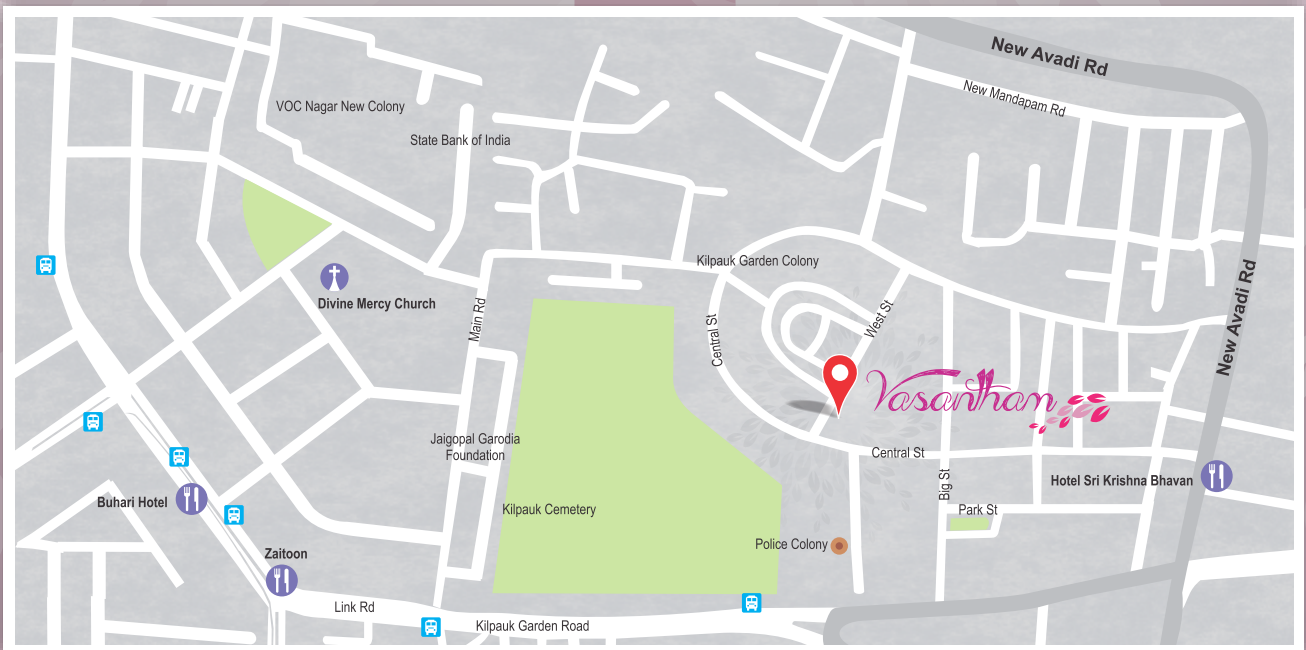 New Avadi Rd
New Mandapam Rd
VOC Nagar New Colony
State Bank of India
Kilpauk Garden Colony
Divine Mercy Church
Main Rd
Central St
West St
New Avadi Rd
Vasantham
Jaigopal Garodia
Foundation
Central St
Big St
Hotel Sri Krishna Bhavan
Buhari Hotel
Kilpauk Cemetery
Park St
Police Colony
Zaitoon
Link Rd
Kilpauk Garden Road